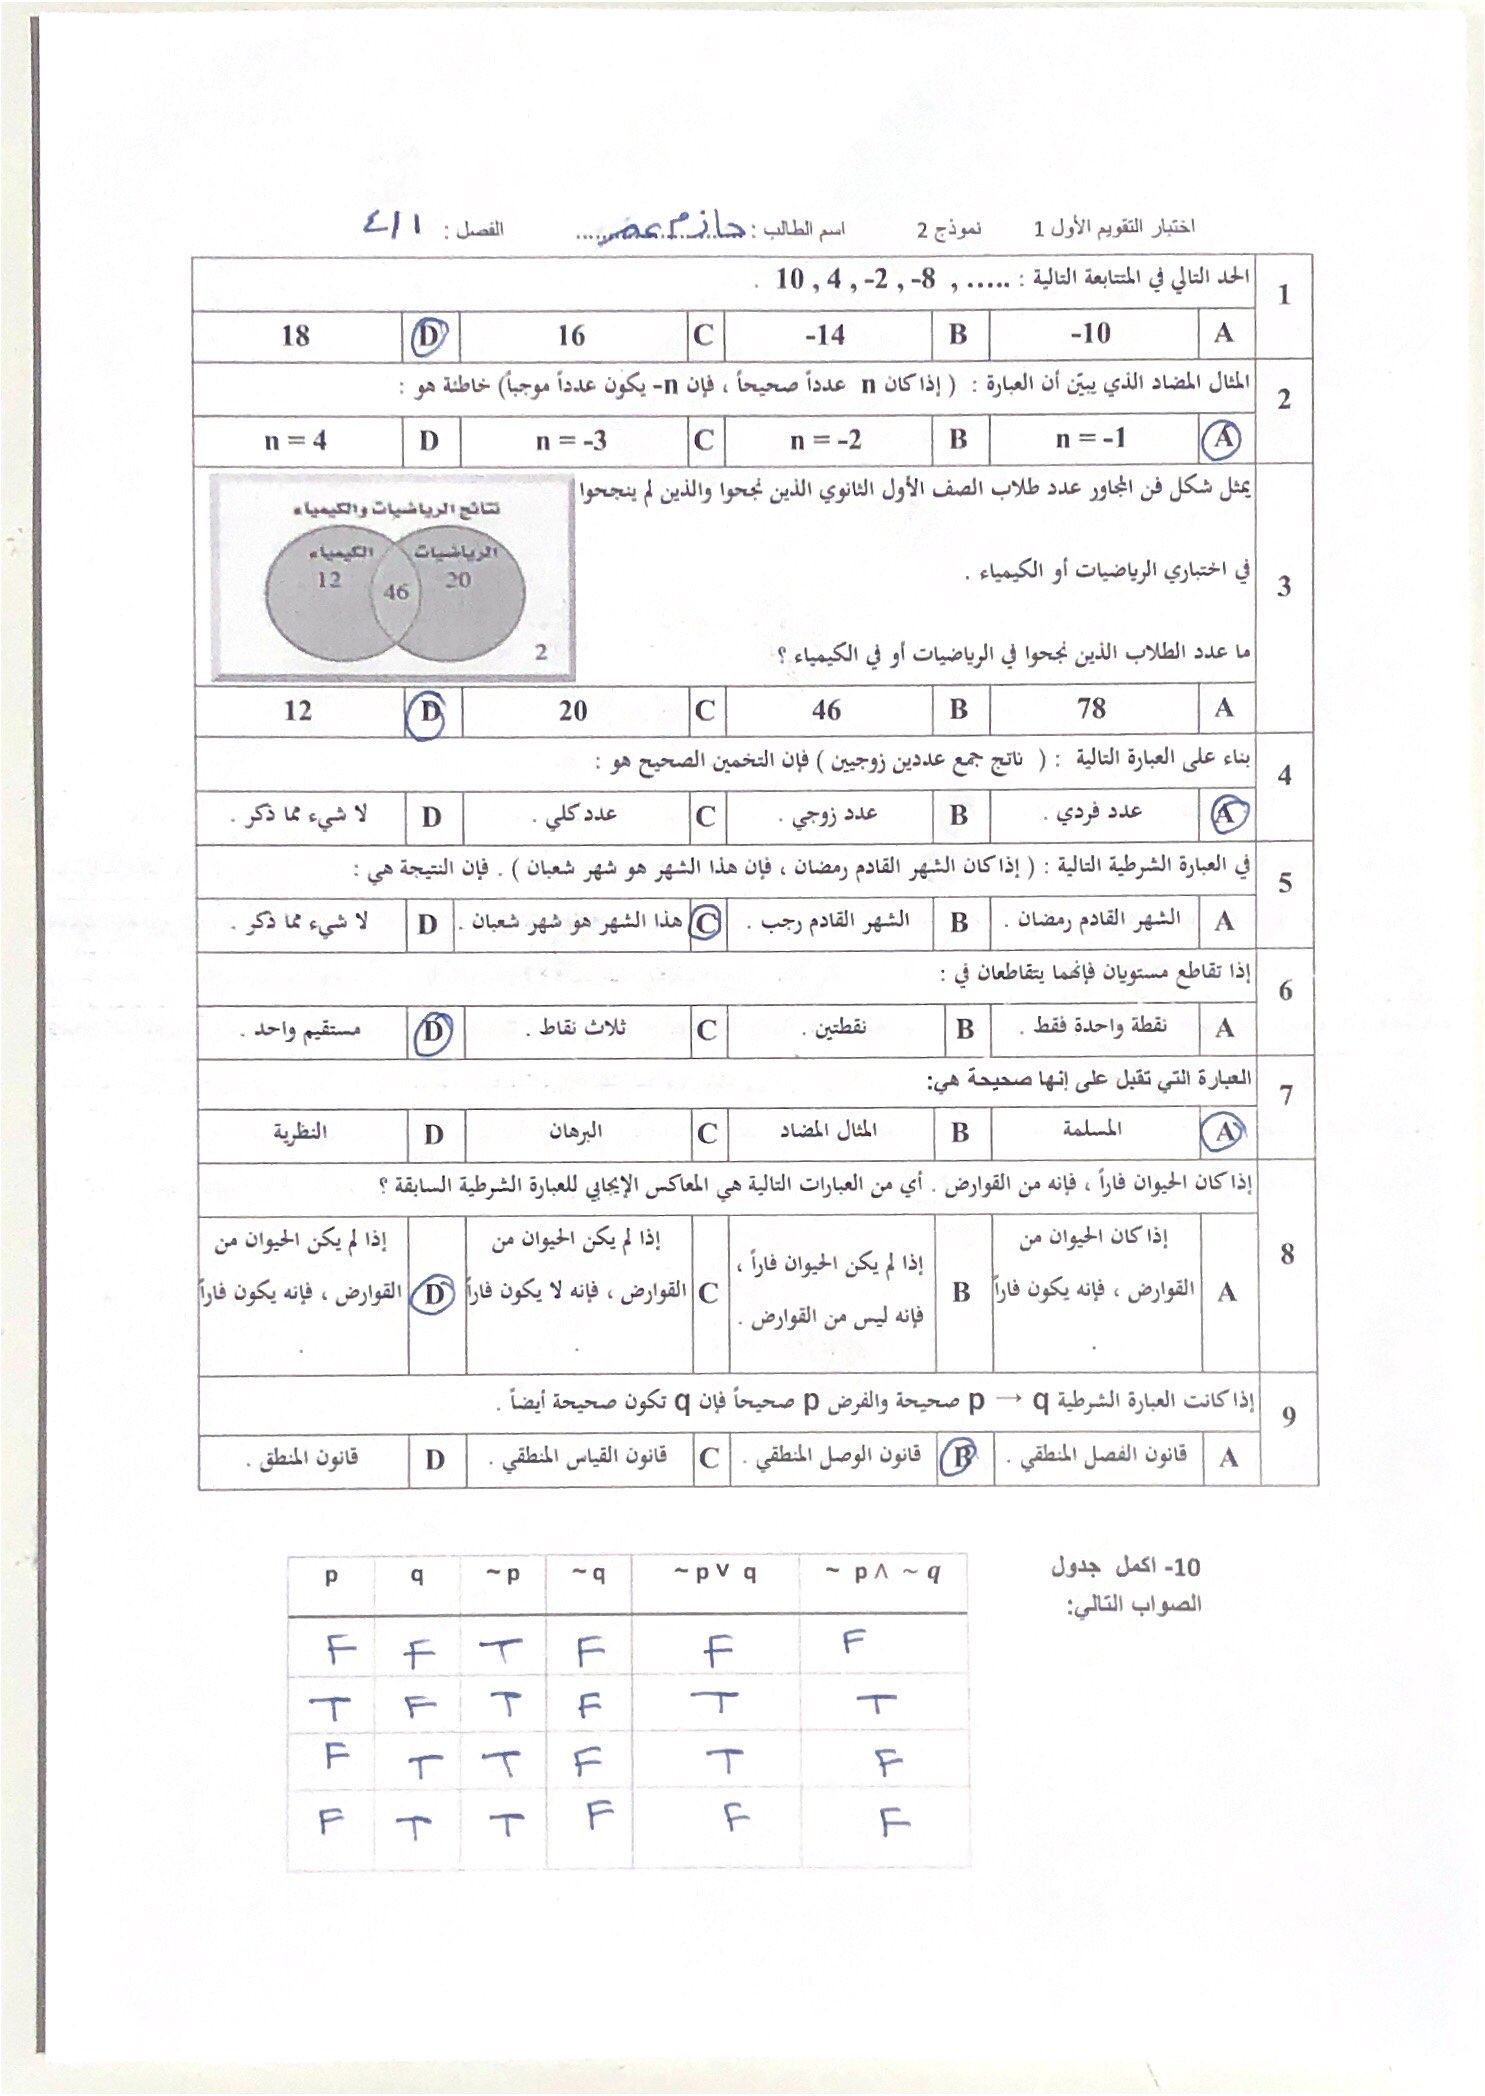 اختبار التقويم الأول 1 نموذج 2 اسم الطالب : حازم عمر الفصل : ٤/١
1 الحد التالي في المتتابعة التالية : 10 , 4 , -2 , -8 , ..... .
A -10 B -14 C 16 D 18
2 المثال المضاد الذي يبيّن أن العبارة : ( إذا كان n عدداً صحيحاً ، فإن n- يكون عدداً موجباً) خاطئة هو :
A n = -1 B n = -2 C n = -3 D n = 4
3 يمثل شكل فن المجاور عدد طلاب الصف الأول الثانوي الذين نجحوا والذين لم ينجحوا
في اختباري الرياضيات أو الكيمياء .
ما عدد الطلاب الذين نجحوا في الرياضيات أو في الكيمياء ؟
نتائج الرياضيات والكيمياء
الرياضيات الكيمياء
20 46 12
2
A 78 B 46 C 20 D 12
4 بناء على العبارة التالية : ( ناتج جمع عددين زوجيين ) فإن التخمين الصحيح هو :
A عدد فردي . B عدد زوجي . C عدد كلي . D لا شيء مما ذكر .
5 في العبارة الشرطية التالية : ( إذا كان الشهر القادم رمضان ، فإن هذا الشهر هو شهر شعبان ) . فإن النتيجة هي :
A الشهر القادم رمضان . B الشهر القادم رجب . C هذا الشهر هو شهر شعبان . D لا شيء مما ذكر .
6 إذا تقاطع مستويان فإنهما يتقاطعان في :
A نقطة واحدة فقط . B نقطتين . C ثلاث نقاط . D مستقيم واحد .
7 العبارة التي تقبل على إنها صحيحة هي:
A المسلمة B المثال المضاد C البرهان D النظرية
8 إذا كان الحيوان فاراً ، فإنه من القوارض . أي من العبارات التالية هي المعاكس الإيجابي للعبارة الشرطية السابقة ؟
A إذا كان الحيوان من القوارض ، فإنه يكون فاراً . B إذا لم يكن الحيوان فاراً ، فإنه ليس من القوارض . C إذا لم يكن الحيوان من القوارض ، فإنه لا يكون فاراً . D إذا لم يكن الحيوان من القوارض ، فإنه يكون فاراً .
9 إذا كانت العبارة الشرطية p → q صحيحة والفرض p صحيحاً فإن q تكون صحيحة أيضاً .
A قانون الفصل المنطقي . B قانون الوصل المنطقي . C قانون القياس المنطقي . D قانون المنطق .
10- اكمل جدول
الصواب التالي:
p q ~p ~q ~p∨ q ~ p∧ ~q
F F T F F F
T F T F T T
F T T F T F
F T T F F F